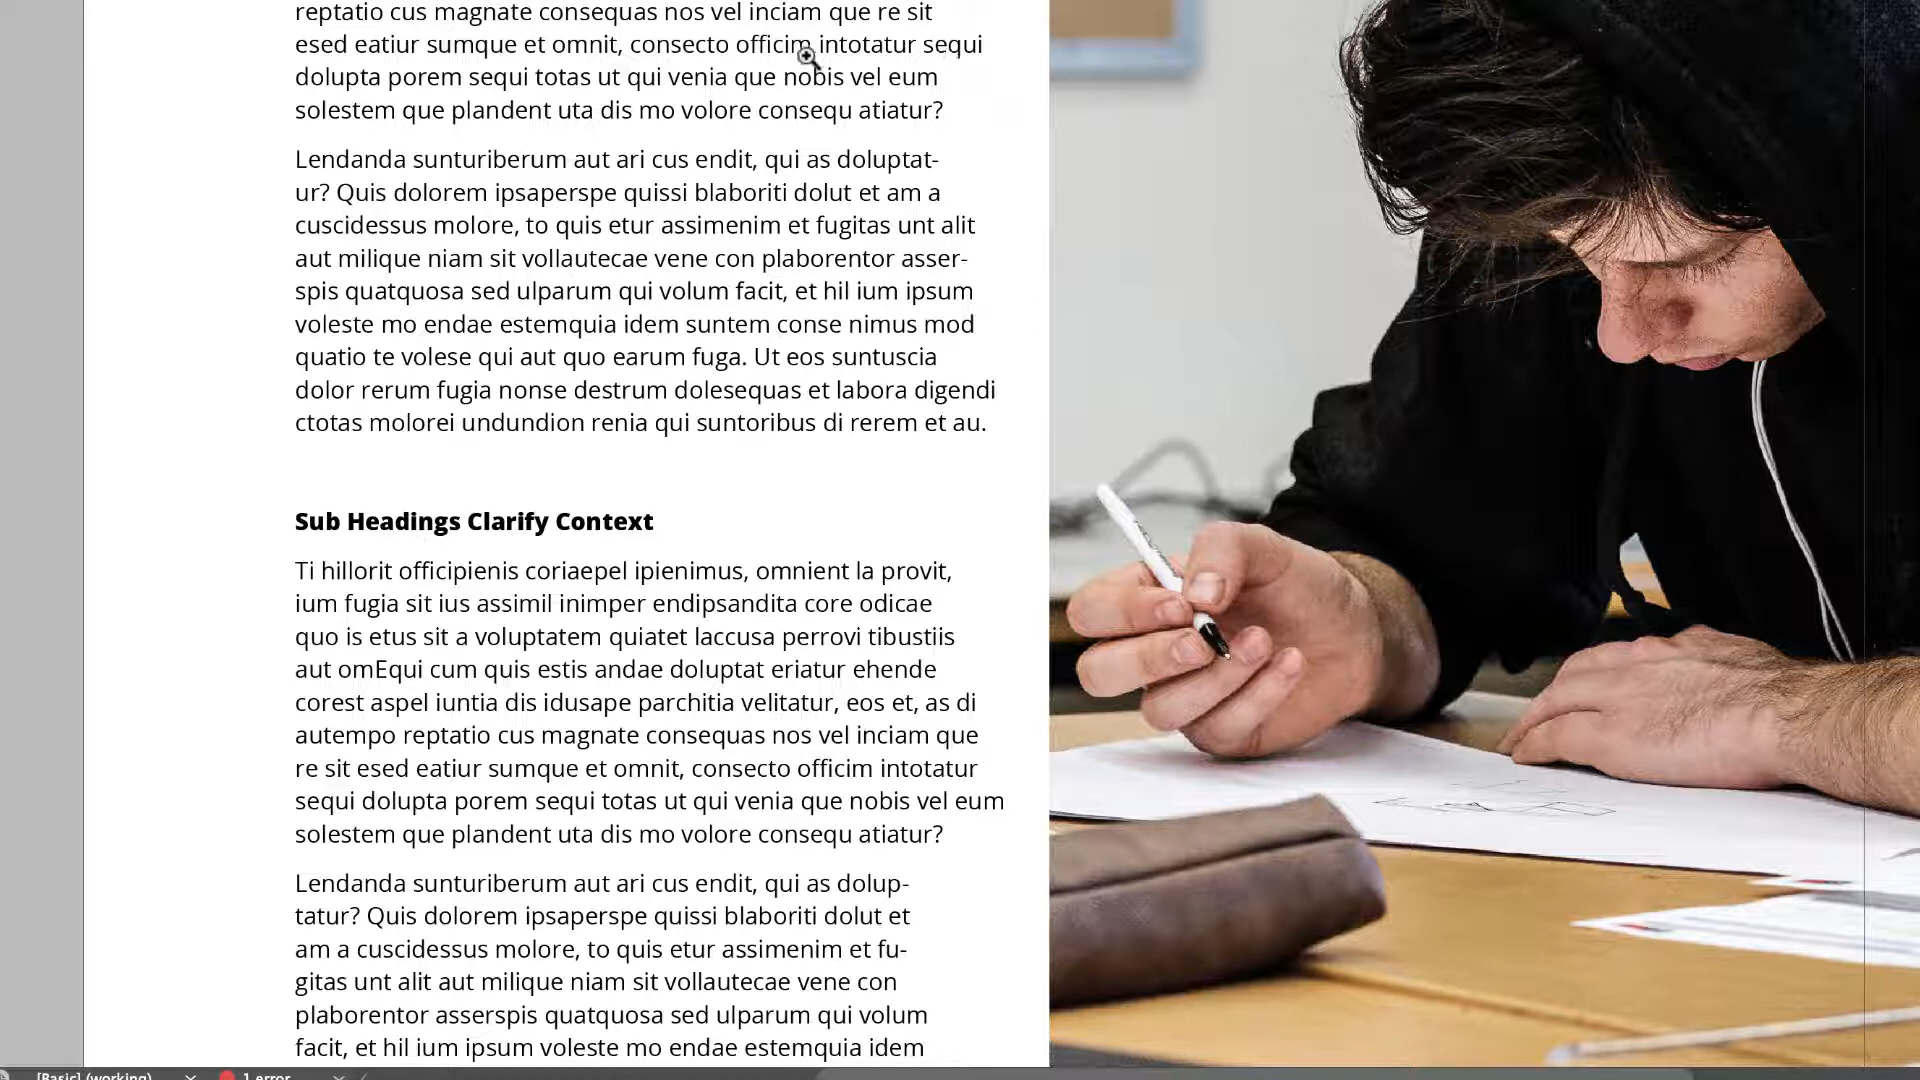 reptatio cus magnate consequas nos vel inciam que re sit
esed eatiur sumque et omnit, consecto officim intotatur sequi
dolupta porem sequi totas ut qui venia que nobis vel eum
solestem que plandent uta dis mo volore consequ atiatur?
Lendanda sunturiberum aut ari cus endit, qui as doluptat-
ur? Quis dolorem ipsaperspe quissi blaboriti dolut et am a
cuscidessus molore, to quis etur assimenim et fugitas unt alit
aut milique niam sit vollautecae vene con plaborentor asser-
spis quatquosa sed ulparum qui volum facit, et hil ium ipsum
voleste mo endae estemquia idem suntem conse nimus mod
quatio te volese qui aut quo earum fuga. Ut eos suntuscia
dolor rerum fugia nonse destrum dolesequas et labora digendi
ctotas molorei undundion renia qui suntoribus di rerem et au.
Sub Headings Clarify Context
Ti hillorit officipienis coriaepel ipienimus, omnient la provit,
ium fugia sit ius assimil inimper endipsandita core odicae
quo is etus sit a voluptatem quiatet laccusa perrovi tibustiis
aut omEqui cum quis estis andae doluptat eriatur ehende
corest aspel iuntia dis idusape parchitia velitatur, eos et, as di
autempo reptatio cus magnate consequas nos vel inciam que
re sit esed eatiur sumque et omnit, consecto officim intotatur
sequi dolupta porem sequi totas ut qui venia que nobis vel eum
solestem que plandent uta dis mo volore consequ atiatur?
Lendanda sunturiberum aut ari cus endit, qui as dolup-
tatur? Quis dolorem ipsaperspe quissi blaboriti dolut et
am a cuscidessus molore, to quis etur assimenim et fu-
gitas unt alit aut milique niam sit vollautecae vene con
plaborentor asserspis quatquosa sed ulparum qui volum
facit, et hil ium ipsum voleste mo endae estemquia idem
[Basic] (working) 1 error